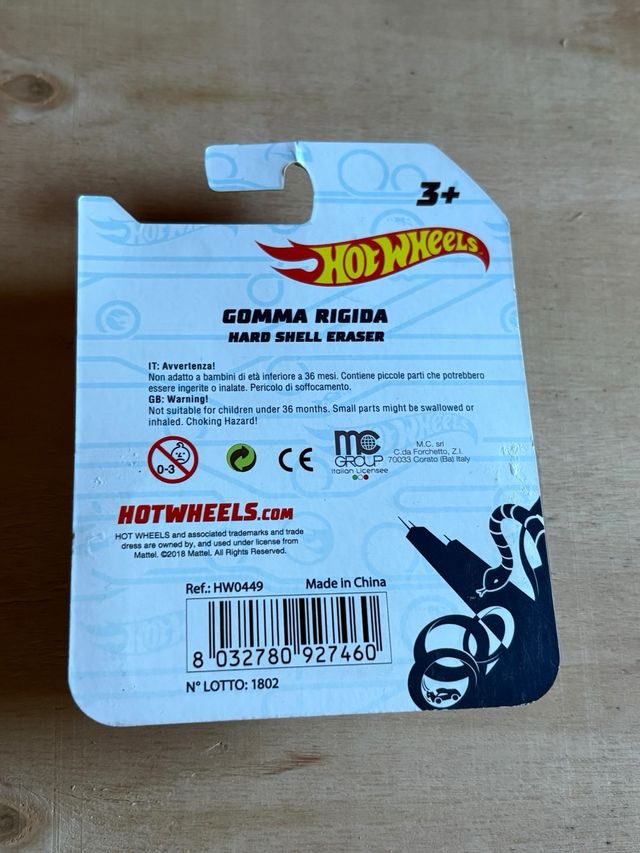 3+
HOT WHEELS
GOMMA RIGIDA
HARD SHELL ERASER
IT: Avvertenza!
Non adatto a bambini di età inferiore a 36 mesi. Contiene piccole parti che potrebbero
essere ingerite o inalate. Pericolo di soffocamento.
GB: Warning!
Not suitable for children under 36 months. Small parts might be swallowed or
inhaled. Choking Hazard!
0-3
CE
mc
GROUP
Italian Licensee
M.C. srl
C.da Forchetto, Z.I.
70033 Corato (Ba) Italy
HOTWHEELS.COM
HOT WHEELS and associated trademarks and trade
dress are owned by, and used under license from
Mattel. ©2018 Mattel. All Rights Reserved.
Ref.: HW0449 Made in China
8 032780 927460
N° LOTTO: 1802